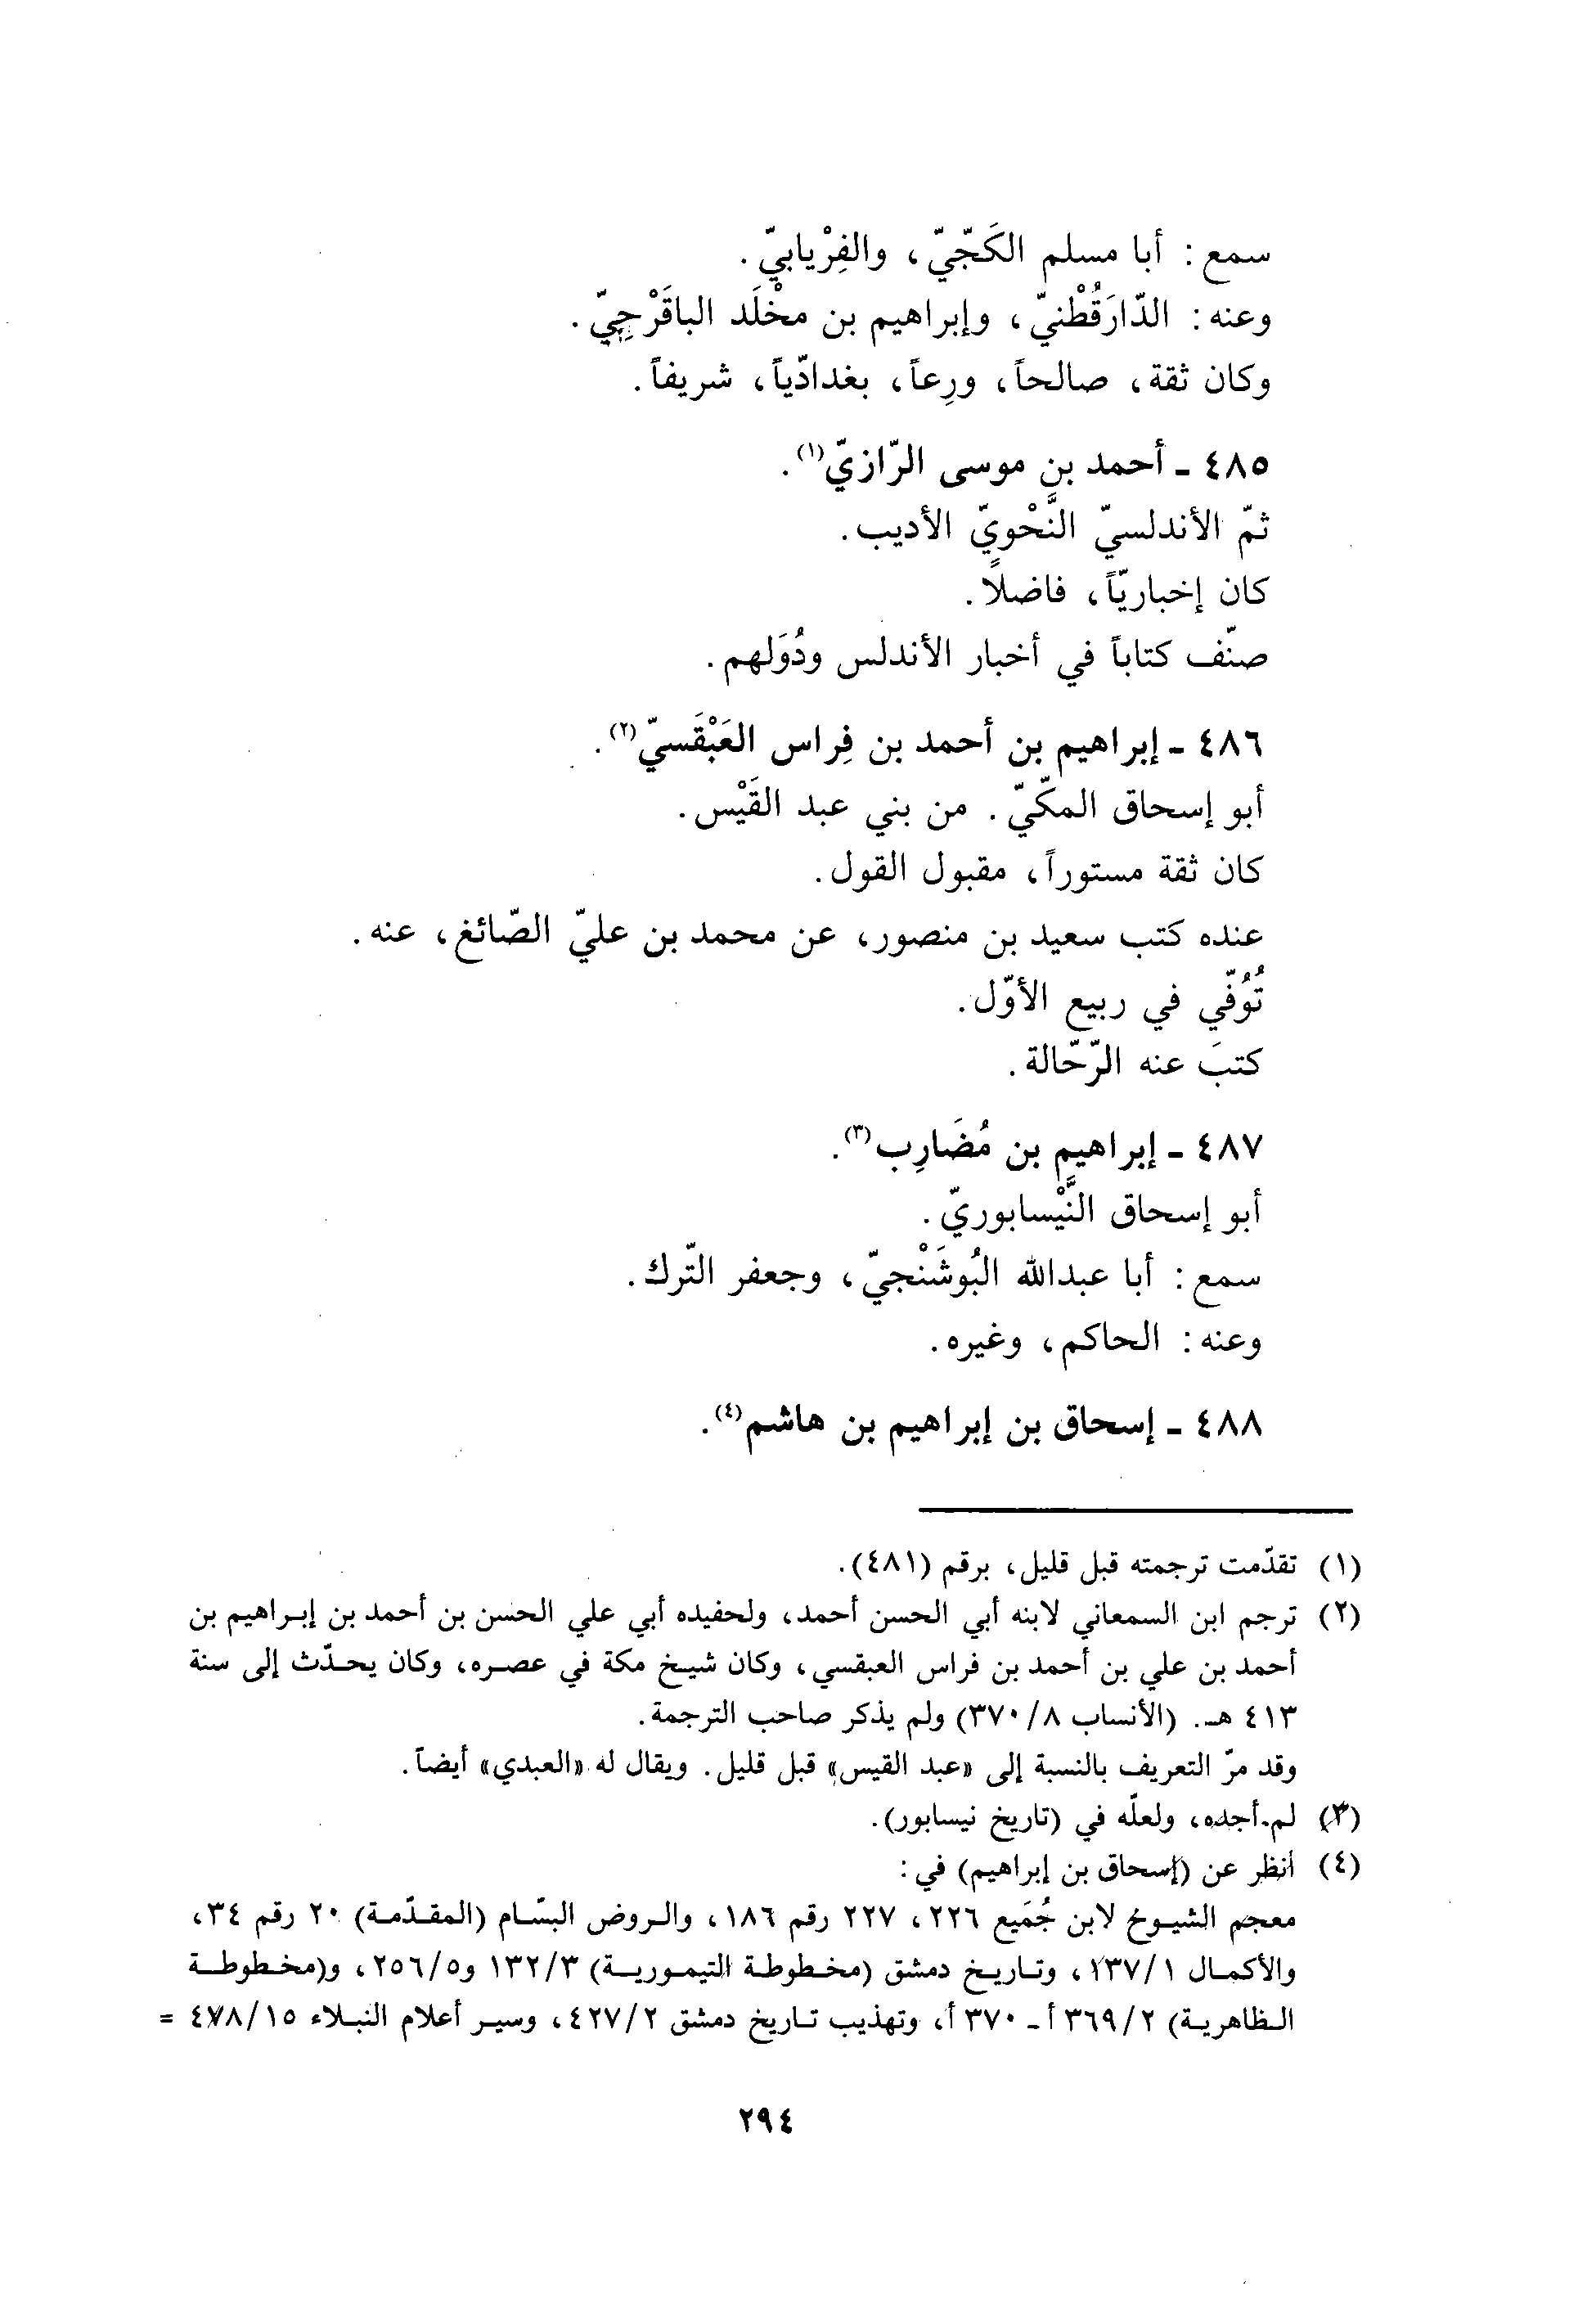 سمع: أبا مسلم الكَجّيّ، والفِرْيابيّ.
وعنه: الدّارَقُطْنيّ، وإبراهيم بن مخْلَد الباقَرْحِيّ.
وكان ثقة، صالحاً، ورِعاً، بغدادّياً، شريفاً.
٤٨٥ - أحمد بن موسى الرّازيّ(١).
ثمّ الأندلسيّ النَّحْويّ الأديب.
كان إخباريّاً، فاضلاً.
صنّف كتاباً في أخبار الأندلس ودُوَلهم.
٤٨٦ - إبراهيم بن أحمد بن فِراس العَبْقَسيّ(٢).
أبو إسحاق المكّيّ. من بني عبد القَيْس.
كان ثقة مستوراً، مقبول القول.
عنده كتب سعيد بن منصور، عن محمد بن عليّ الصّائغ، عنه.
تُوُفّي في ربيع الأوّل.
كتبَ عنه الرّحّالة.
٤٨٧ - إبراهيم بن مُضَارِب(٣).
أبو إسحاق النَّيْسابوريّ.
سمع: أبا عبدالله البُوشَنْجيّ، وجعفر التّرك.
وعنه: الحاكم، وغيره.
٤٨٨ - إسحاق بن إبراهيم بن هاشم(٤).
(١) تقدّمت ترجمته قبل قليل، برقم (٤٨١).
(٢) ترجم ابن السمعاني لابنه أبي الحسن أحمد، ولحفيده أبي علي الحسن بن أحمد بن إبراهيم بن
أحمد بن علي بن أحمد بن فراس العبقسي، وكان شيخ مكة في عصره، وكان يحدّث إلى سنة
٤١٣ هـ. (الأنساب ٣٧٠/٨) ولم يذكر صاحب الترجمة.
وقد مرّ التعريف بالنسبة إلى «عبد القيس» قبل قليل. ويقال له «العبدي» أيضاً.
(٣) لم أجده، ولعلّه في (تاريخ نيسابور).
(٤) أنظر عن (إسحاق بن إبراهيم) في:
معجم الشيوخ لابن جُمَيع ٢٢٦، ٢٢٧ رقم ١٨٦، والروض البسّام (المقدّمة) ٢٠ رقم ٣٤،
والأكمال ١٣٧/١، وتاريخ دمشق (مخطوطة التيمورية) ١٣٢/٣ و٢٥٦/٥، و(مخطوطة
الظاهرية) ٣٦٩/٢ أ - ٣٧٠ أ، وتهذيب تاريخ دمشق ٤٢٧/٢، وسير أعلام النبلاء ٤٧٨/١٥ =
٢٩٤